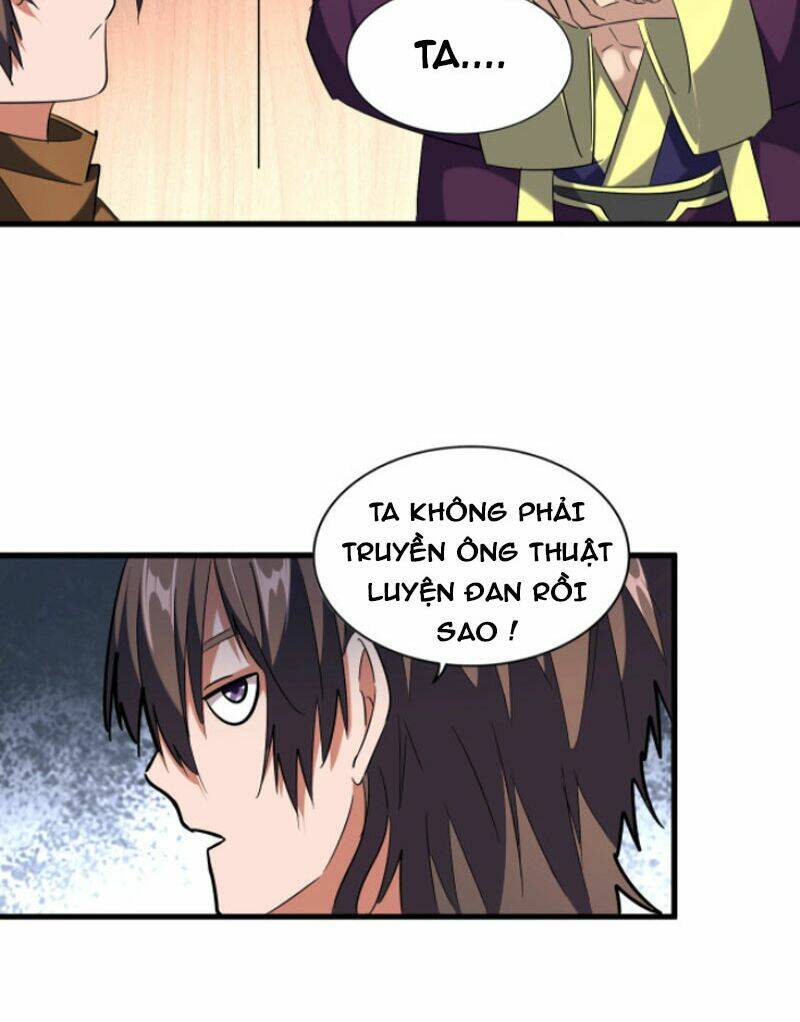 TA....
TA KHÔNG PHẢI
TRUYỀN ÔNG THUẬT
LUYỆN ĐAN RỒI
SAO !